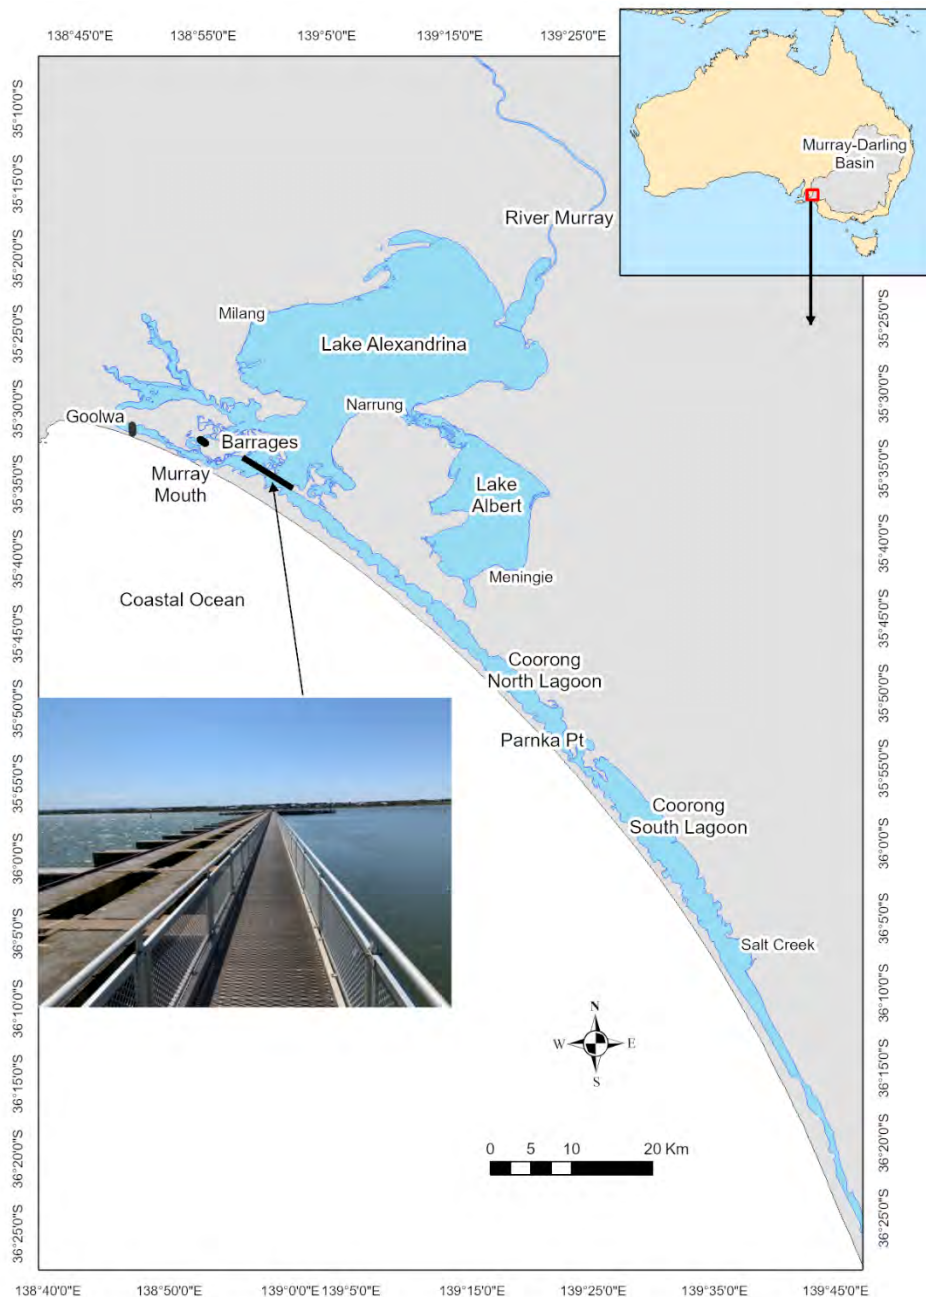 138°45'0"E 138°55'0"E 139°5'0"E 139°15'0"E 139°25'0"E
35°10'0"S
35°15'0"S
35°20'0"S
35°25'0"S
35°30'0"S
35°35'0"S
35°40'0"S
35°45'0"S
35°50'0"S
35°55'0"S
36°0'0"S
36°5'0"S
36°10'0"S
36°15'0"S
36°20'0"S
36°25'0"S
Murray-Darling
Basin
River Murray
Milang
Lake Alexandrina
Narrung
Goolwa
Barrages
Murray
Mouth
Lake
Albert
Meningie
Coastal Ocean
Coorong
North Lagoon
Parnka Pt
Coorong
South Lagoon
Salt Creek
N
W E
S
0 5 10 20 Km
35°25'0"S
35°30'0"S
35°35'0"S
35°40'0"S
35°45'0"S
35°50'0"S
35°55'0"S
36°0'0"S
36°50'0"S
36°10'0"S
36°15'0"S
36°20'0"S
36°25'0"S
138°40'0"E 138°50'0"E 139°0'0"E 139°5'0"E 139°15'0"E 139°25'0"E 139°35'0"E 139°45'0"E